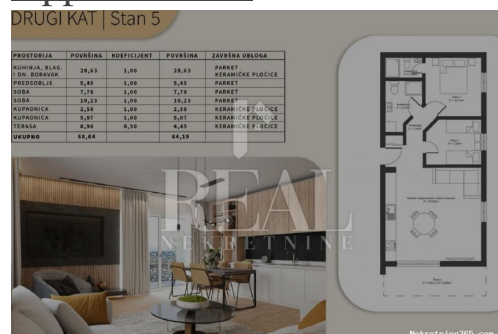 DRUGI KAT | Stan 5
PROSTORIJA POVRŠINA KOEFICIJENT POVRŠINA ZAVRŠNA OBLOGA
KUHINJA, BLAG. I DN. BORAVAK 28,63 1,00 28,63 PARKET KERAMIČKE PLOČICE
PREDSOBLJE 5,45 1,00 5,45 PARKET
SOBA 7,78 1,00 7,78 PARKET
SOBA 10,23 1,00 10,23 PARKET
KUPAONICA 2,58 1,00 2,58 KERAMIČKE PLOČICE
KUPAONICA 5,07 1,00 5,07 KERAMIČKE PLOČICE
TERASA 8,90 0,50 4,45 KERAMIČKE PLOČICE
UKUPNO 68,64 64,19
REAL
NEKRETNINE
Nekretnine365.com